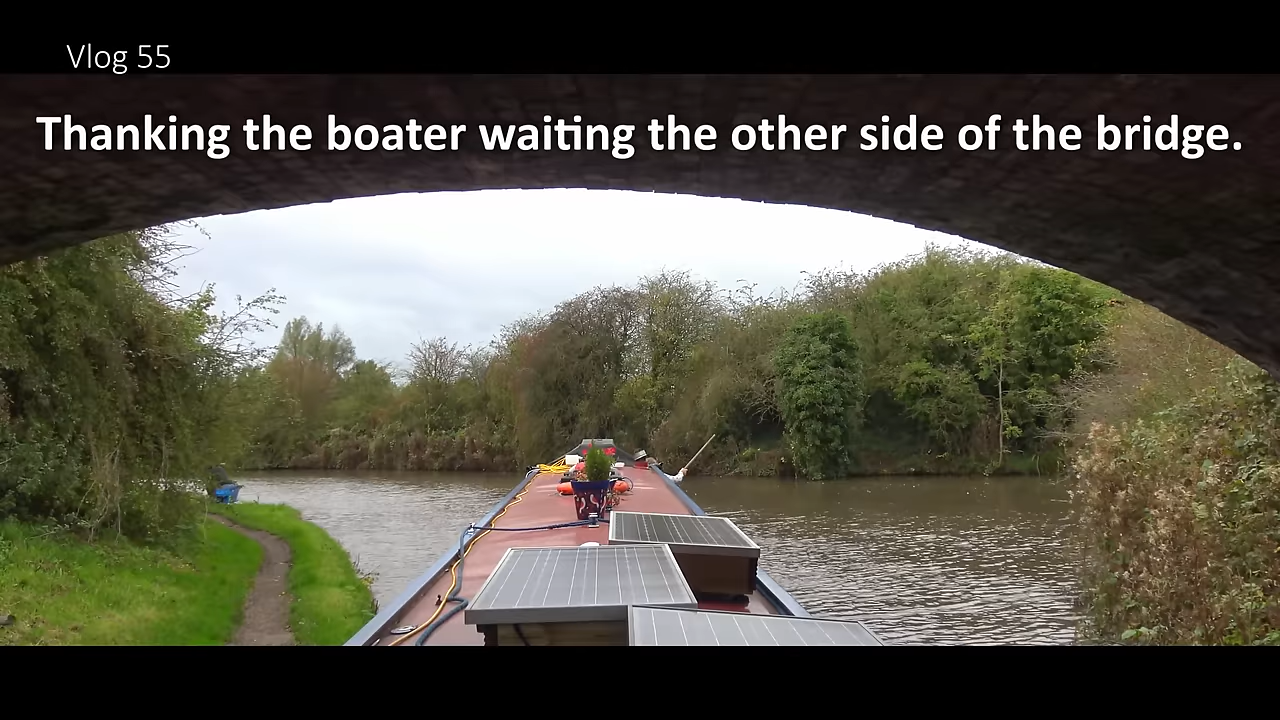 Vlog 55
Thanking the boater waiting the other side of the bridge.